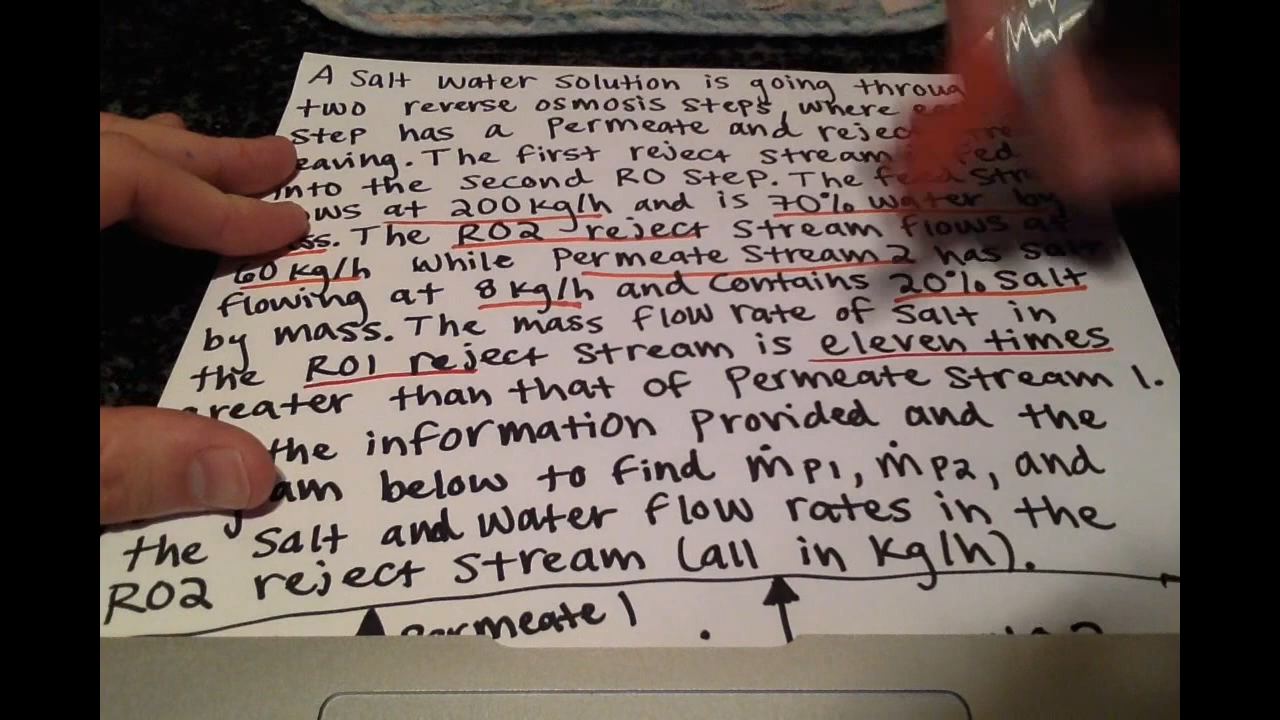 A salt water solution is going throu
two reverse osmosis steps, where
step has a permeate and rejec
eaving. The first reject stream fed
into the second RO step. The feed str
ows at 200 kg/h and is 70% water by
ss. The RO2 reject stream flows at
60 kg/h while permeate stream 2 has salt
flowing at 8 kg/h and contains 20% salt
by mass. The mass flow rate of salt in
the RO1 reject stream is eleven times
greater than that of permeate stream 1.
the information provided and the
am below to find ṁp1, ṁp2, and
the salt and water flow rates in the
RO2 reject stream (all in kg/h).
Permeate 1